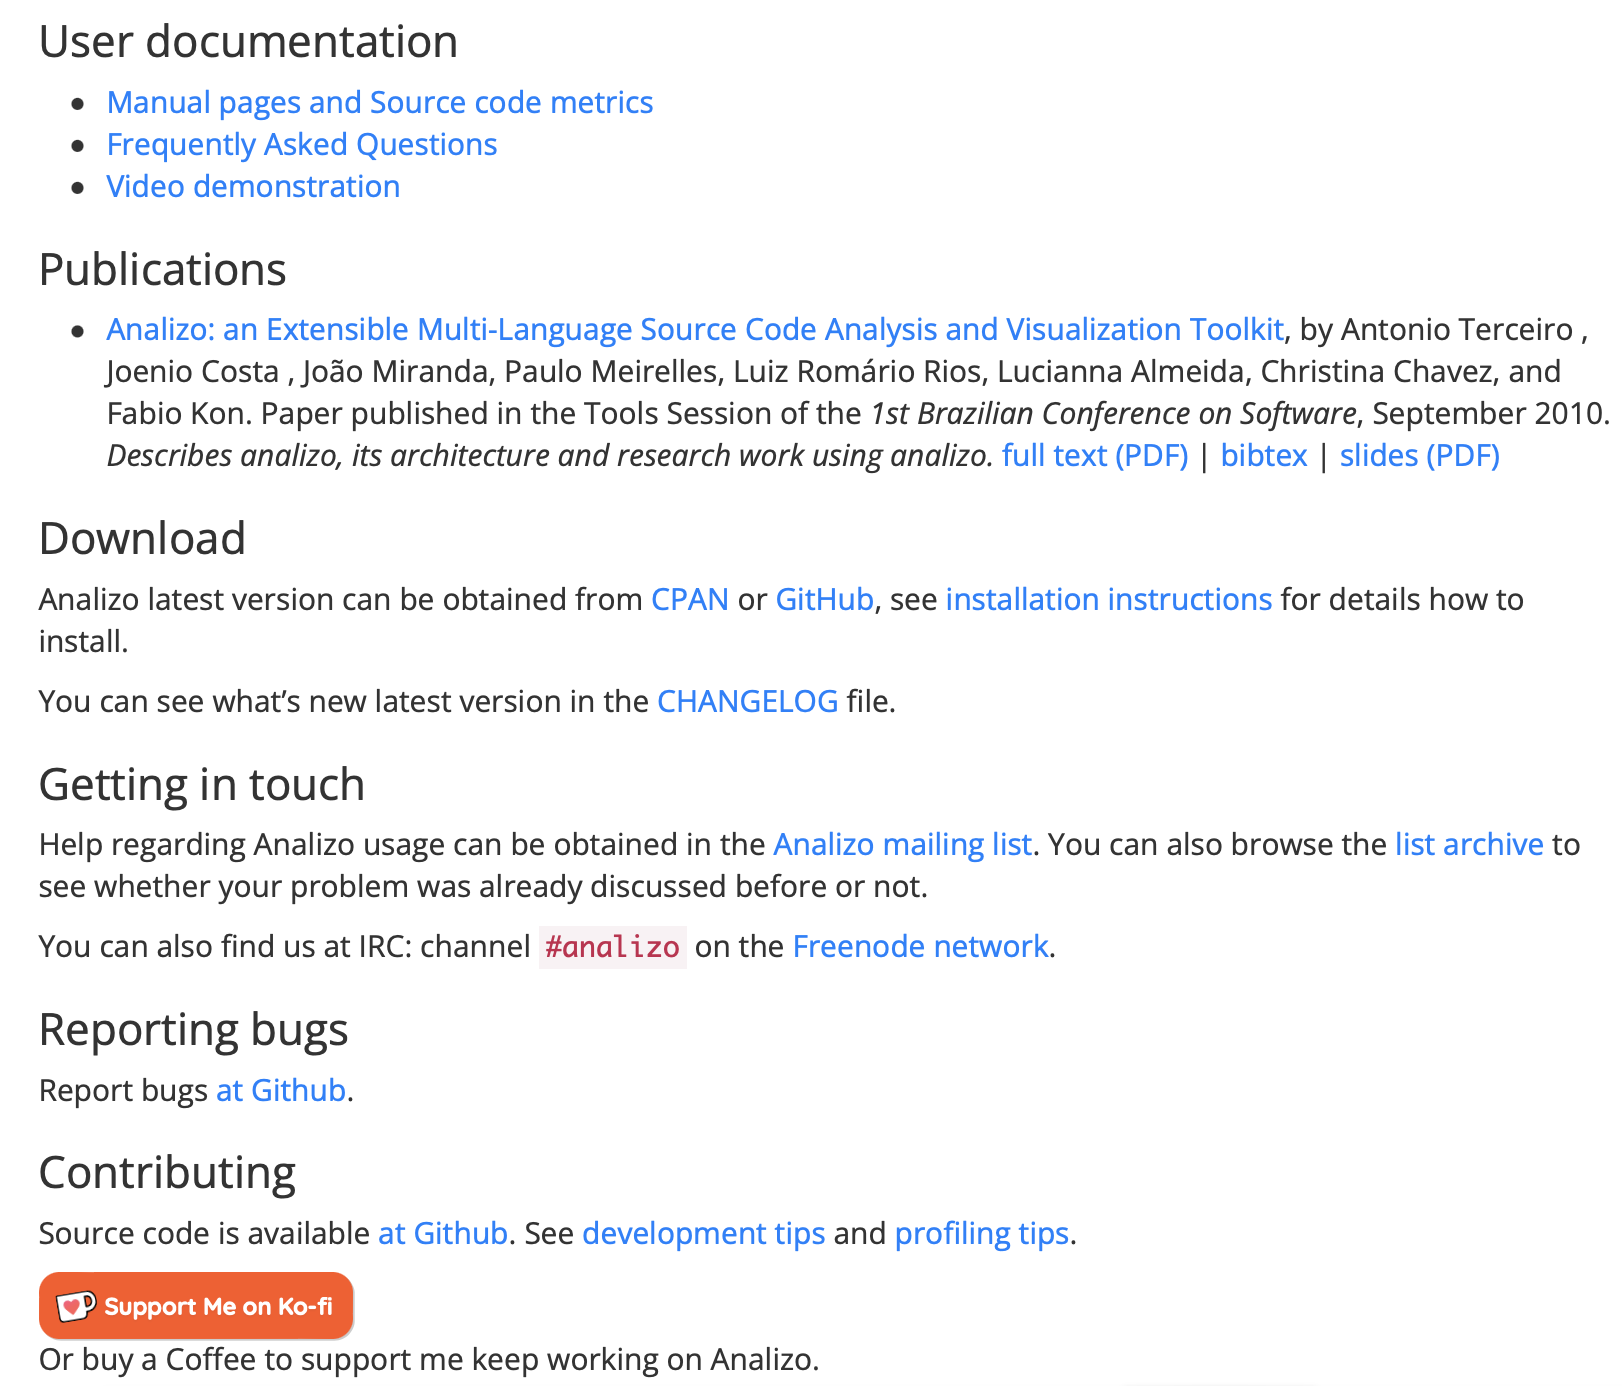 User documentation
Manual pages and Source code metrics
Frequently Asked Questions
Video demonstration
Publications
Analizo: an Extensible Multi-Language Source Code Analysis and Visualization Toolkit, by Antonio Terceiro ,
Joenio Costa , João Miranda, Paulo Meirelles, Luiz Romário Rios, Lucianna Almeida, Christina Chavez, and
Fabio Kon. Paper published in the Tools Session of the 1st Brazilian Conference on Software, September 2010.
Describes analizo, its architecture and research work using analizo. full text (PDF) | bibtex | slides (PDF)
Download
Analizo latest version can be obtained from CPAN or GitHub, see installation instructions for details how to
install.
You can see what’s new latest version in the CHANGELOG file.
Getting in touch
Help regarding Analizo usage can be obtained in the Analizo mailing list. You can also browse the list archive to
see whether your problem was already discussed before or not.
You can also find us at IRC: channel #analizo on the Freenode network.
Reporting bugs
Report bugs at Github.
Contributing
Source code is available at Github. See development tips and profiling tips.
Support Me on Ko-fi
Or buy a Coffee to support me keep working on Analizo.